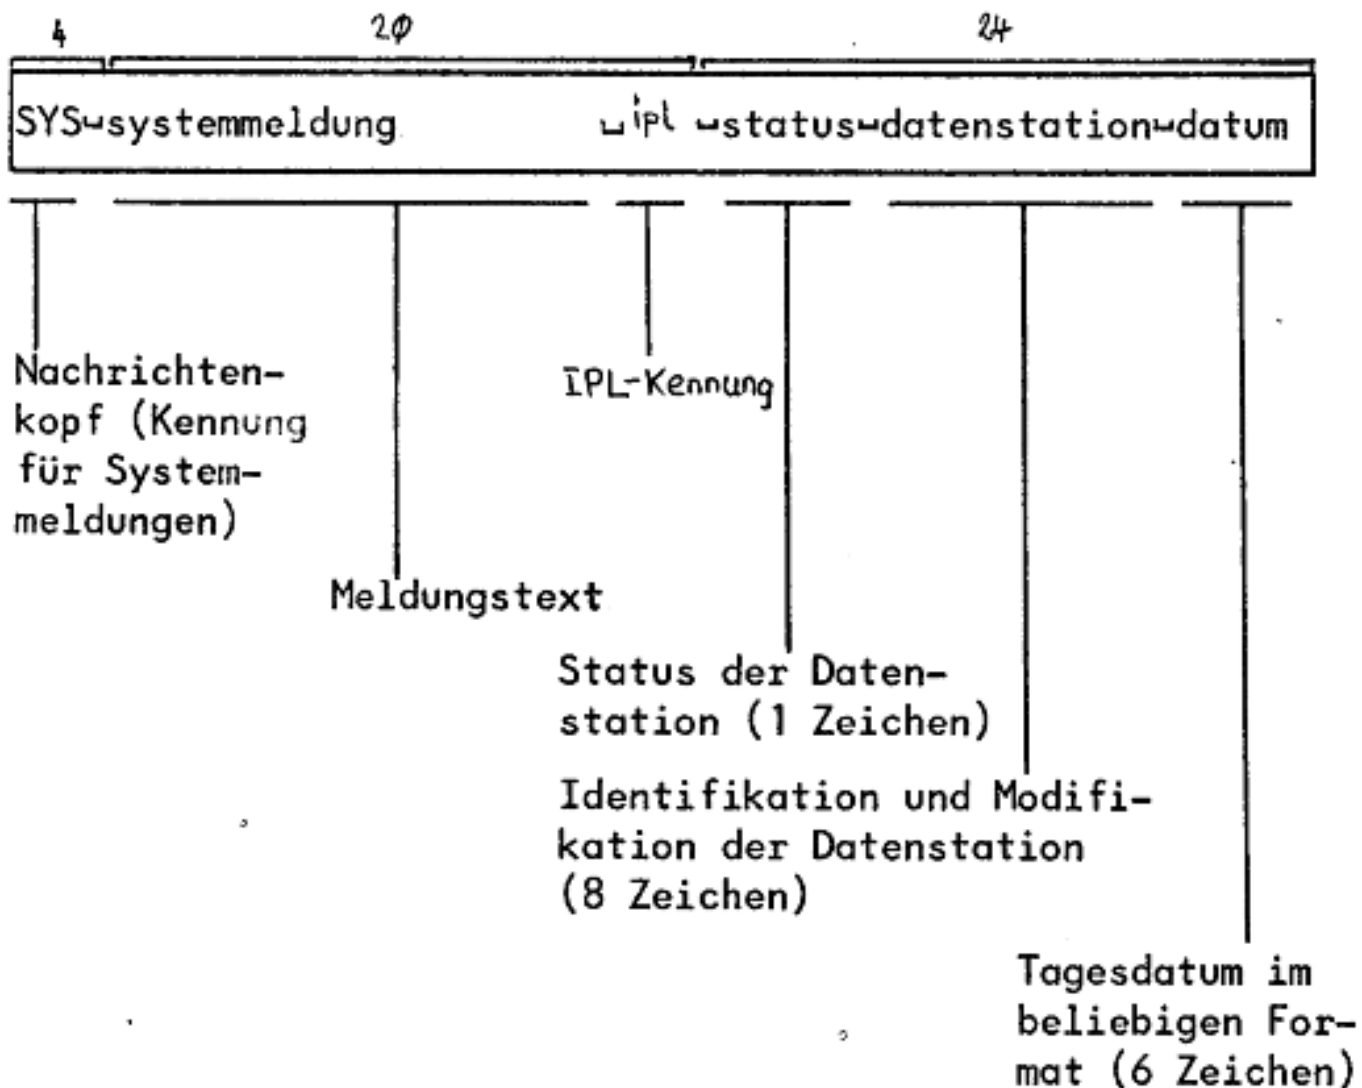 4 20 24
SYS␣systemmeldung ␣ipl ␣status␣datenstation␣datum
Nachrichten-
kopf (Kennung
für System-
meldungen)
IPL-Kennung
Meldungstext
Status der Daten-
station (1 Zeichen)
Identifikation und Modifi-
kation der Datenstation
(8 Zeichen)
Tagesdatum im
beliebigen For-
mat (6 Zeichen)